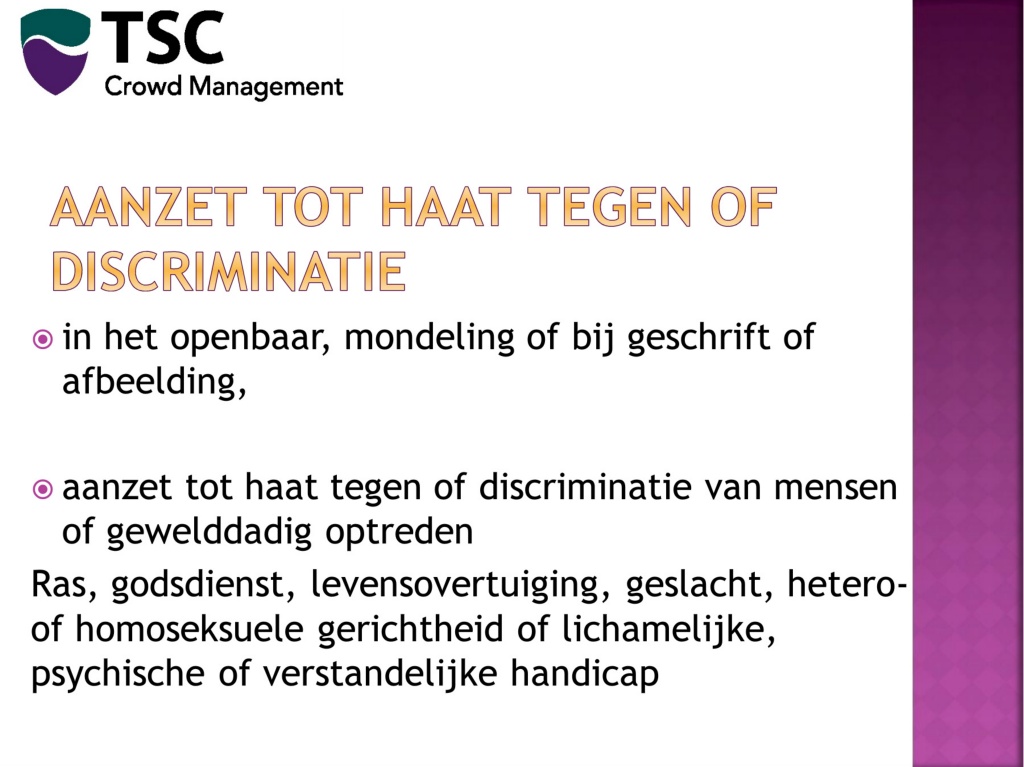 TSC
Crowd Management
AANZET TOT HAAT TEGEN OF
DISCRIMINATIE
in het openbaar, mondeling of bij geschrift of
afbeelding,
aanzet tot haat tegen of discriminatie van mensen
of gewelddadig optreden
Ras, godsdienst, levensovertuiging, geslacht, hetero-
of homoseksuele gerichtheid of lichamelijke,
psychische of verstandelijke handicap